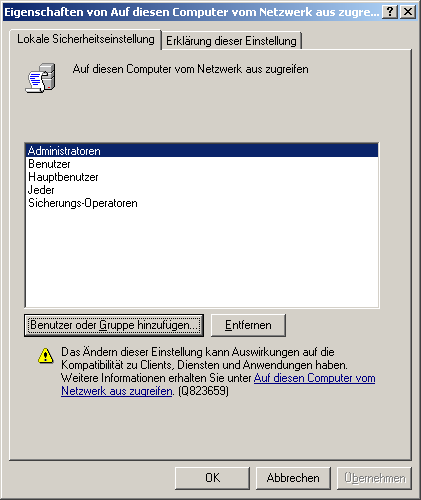 Eigenschaften von Auf diesen Computer vom Netzwerk aus zugre...
Lokale Sicherheitseinstellung
Erklärung dieser Einstellung
Auf diesen Computer vom Netzwerk aus zugreifen
Administratoren
Benutzer
Hauptbenutzer
Jeder
Sicherungs-Operatoren
Benutzer oder Gruppe hinzufügen...
Entfernen
Das Ändern dieser Einstellung kann Auswirkungen auf die
Kompatibilität zu Clients, Diensten und Anwendungen haben.
Weitere Informationen erhalten Sie unter Auf diesen Computer vom
Netzwerk aus zugreifen. (Q823659)
OK
Abbrechen
Übernehmen